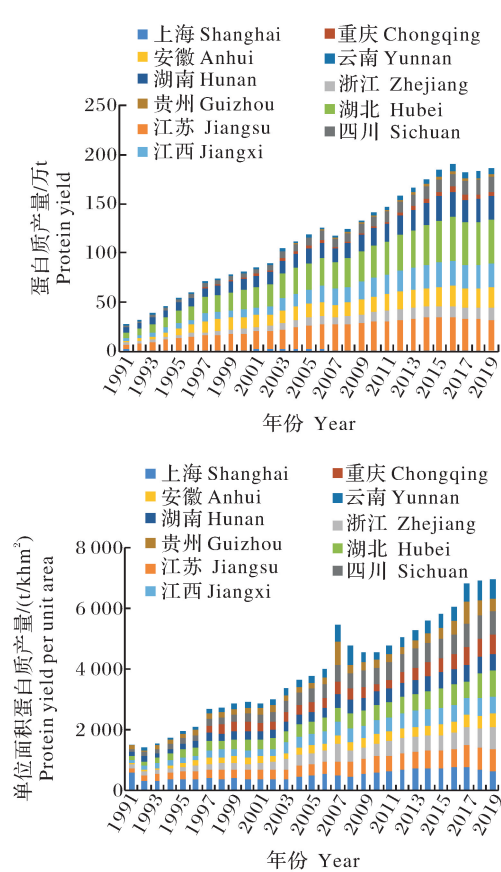 上海 Shanghai 重庆 Chongqing
安徽 Anhui 云南 Yunnan
湖南 Hunan 浙江 Zhejiang
贵州 Guizhou 湖北 Hubei
江苏 Jiangsu 四川 Sichuan
江西 Jiangxi
蛋白质产量/万t
Protein yield
250
200
150
100
50
0
1991 1993 1995 1997 1999 2001 2003 2005 2007 2009 2011 2013 2015 2017 2019
年份 Year
上海 Shanghai 重庆 Chongqing
安徽 Anhui 云南 Yunnan
湖南 Hunan 浙江 Zhejiang
贵州 Guizhou 湖北 Hubei
江苏 Jiangsu 四川 Sichuan
江西 Jiangxi
单位面积蛋白质产量/(t/khm²)
Protein yield per unit area
8 000
6 000
4 000
2 000
0
1991 1993 1995 1997 1999 2001 2003 2005 2007 2009 2011 2013 2015 2017 2019
年份 Year